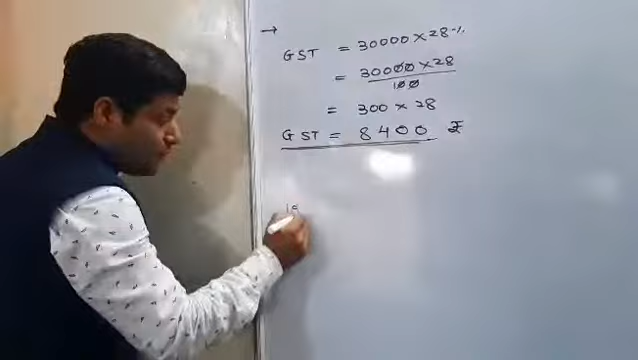 →
GST = 30000 × 28%
= 30000 × 28 / 100
= 300 × 28
GST = 8400 ₹